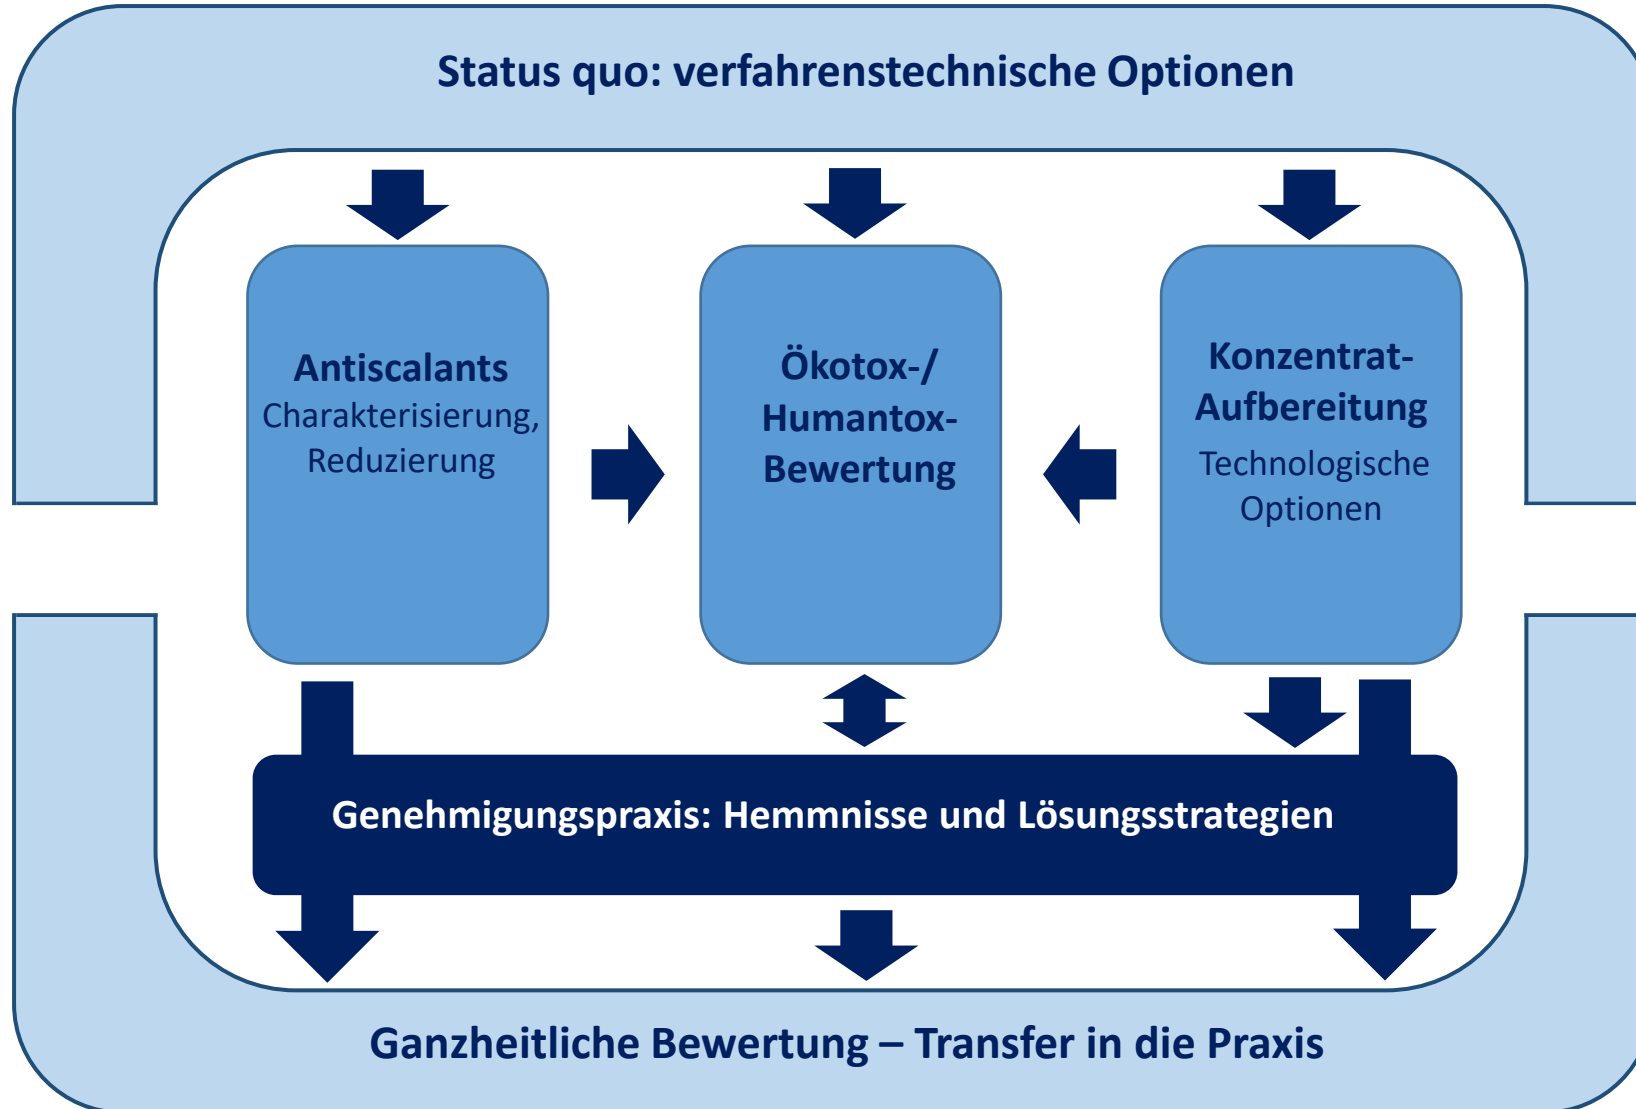 Status quo: verfahrenstechnische Optionen
Antiscalants
Charakterisierung,
Reduzierung
Ökotox-/
Humantox-
Bewertung
Konzentrat-
Aufbereitung
Technologische
Optionen
Genehmigungspraxis: Hemmnisse und Lösungsstrategien
Ganzheitliche Bewertung – Transfer in die Praxis